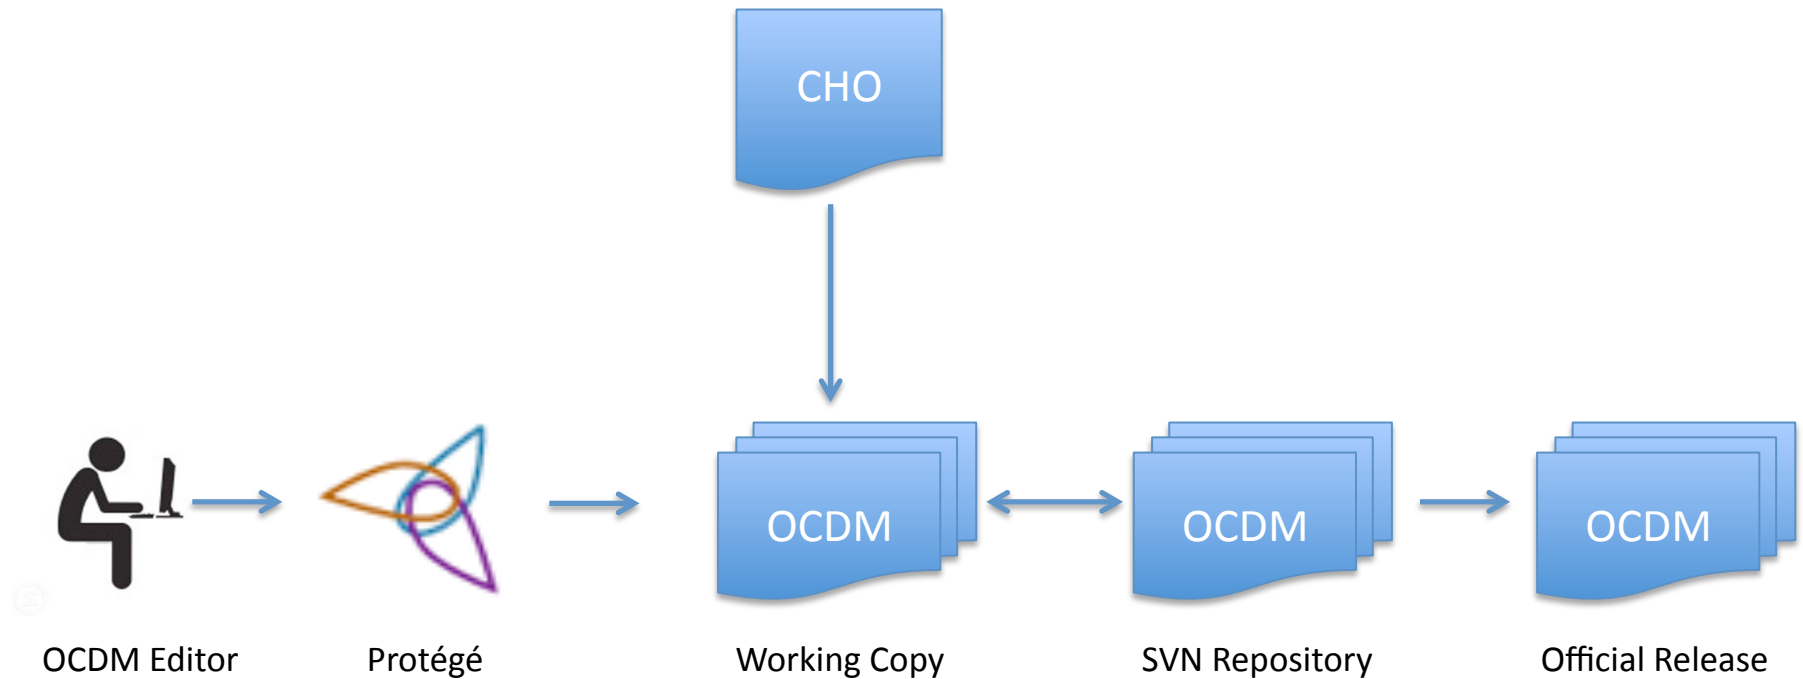 CHO
OCDM
OCDM
OCDM
OCDM Editor
Protégé
Working Copy
SVN Repository
Official Release